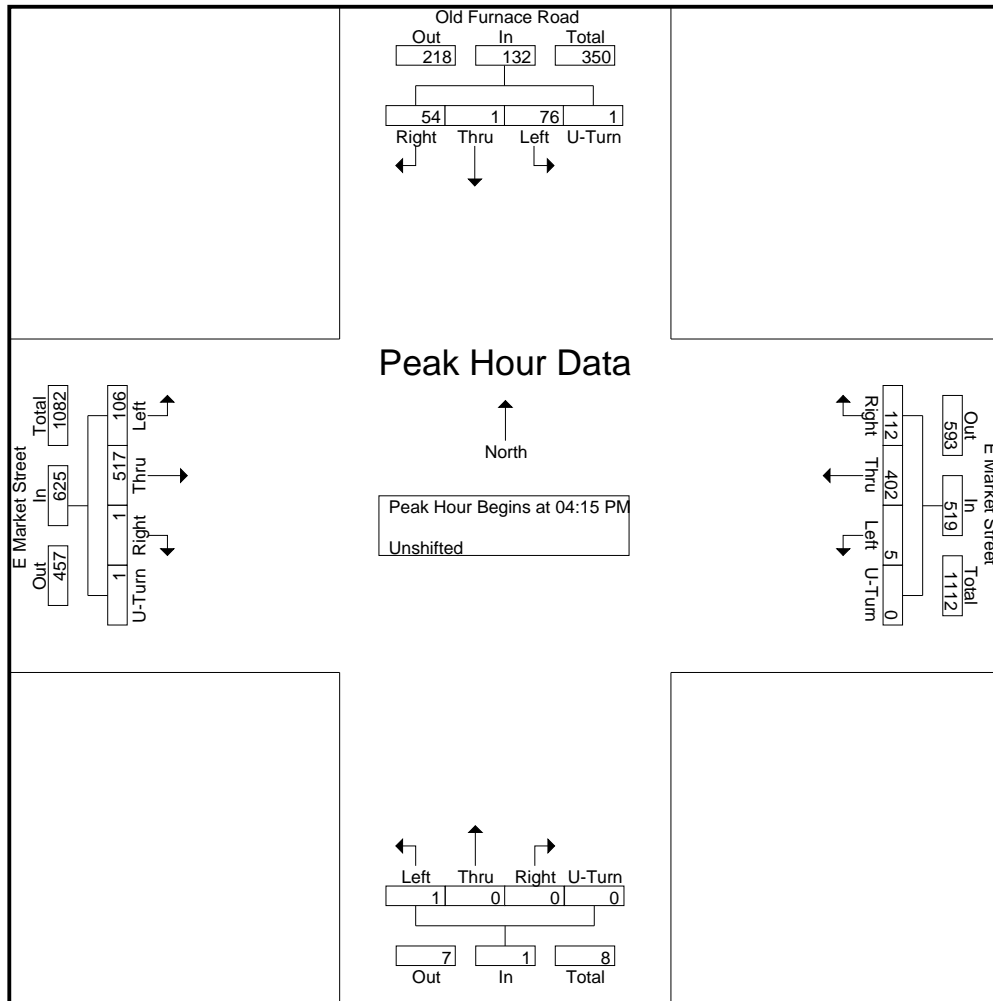 Old Furnace Road
Out In Total
218 132 350
54 1 76 1
Right Thru Left U-Turn
Peak Hour Data
North
Peak Hour Begins at 04:15 PM
Unshifted
E Market Street
Out In Total
457 625 1082
1 1 517 106
U-Turn Right Thru Left
E Market Street
Out In Total
593 519 1112
112 402 5 0
Right Thru Left U-Turn
Left Thru Right U-Turn
1 0 0 0
7 1 8
Out In Total